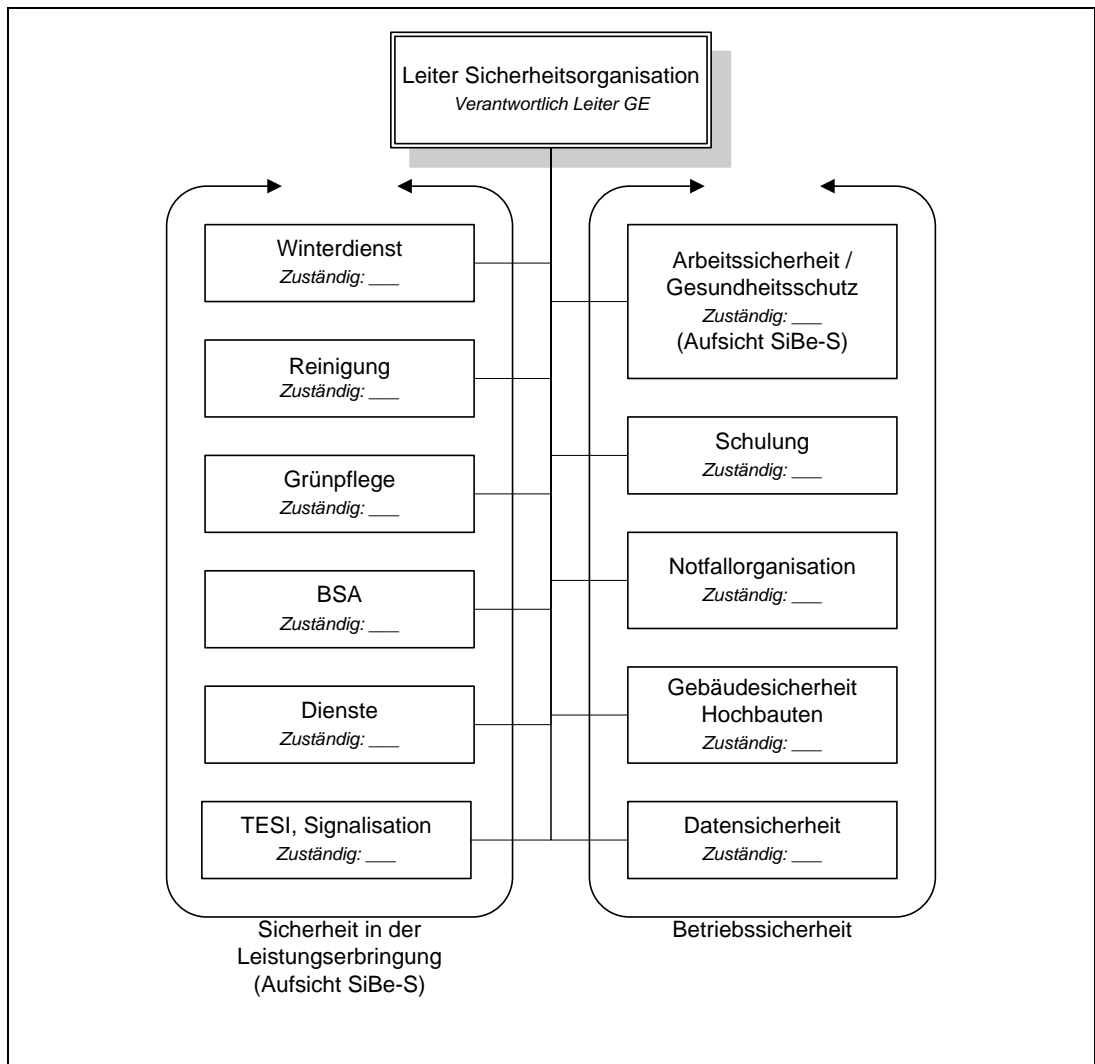 Leiter Sicherheitsorganisation
Verantwortlich Leiter GE
Winterdienst
Zuständig: ___
Reinigung
Zuständig: ___
Grünpflege
Zuständig: ___
BSA
Zuständig: ___
Dienste
Zuständig: ___
TESI, Signalisation
Zuständig: ___
Sicherheit in der
Leistungserbringung
(Aufsicht SiBe-S)
Arbeitssicherheit /
Gesundheitsschutz
Zuständig: ___
(Aufsicht SiBe-S)
Schulung
Zuständig: ___
Notfallorganisation
Zuständig: ___
Gebäudesicherheit
Hochbauten
Zuständig: ___
Datensicherheit
Zuständig: ___
Betriebssicherheit